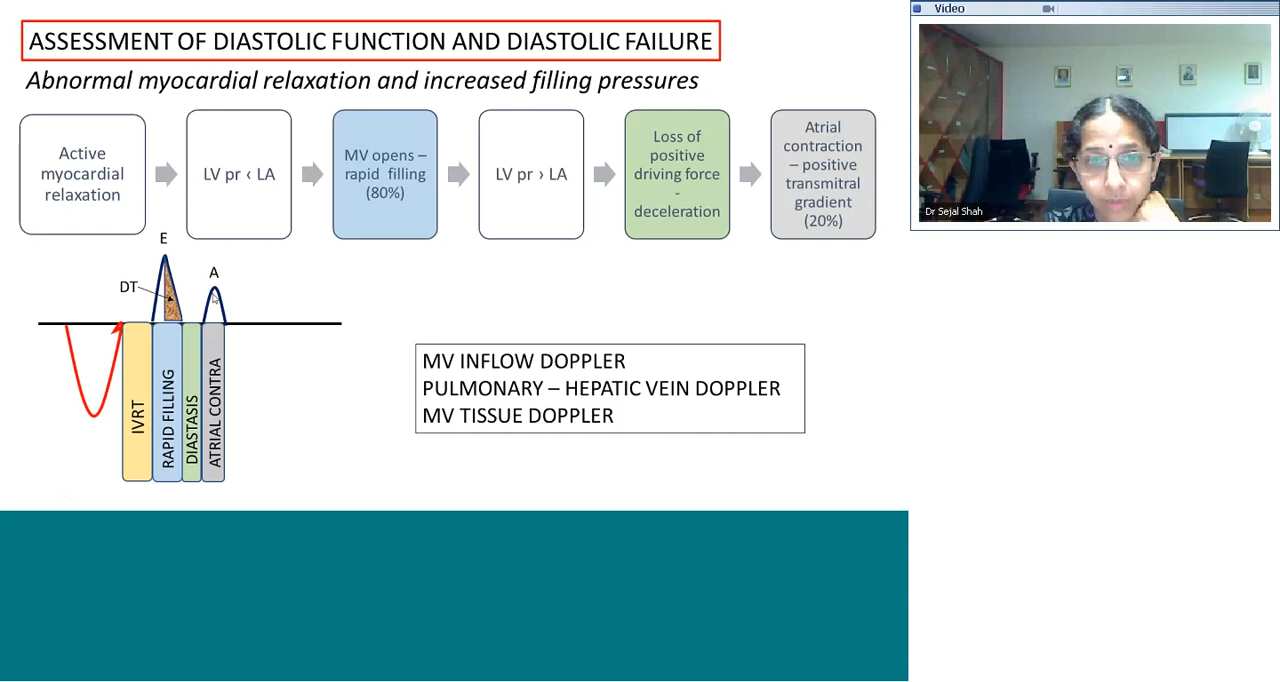 Video
ASSESSMENT OF DIASTOLIC FUNCTION AND DIASTOLIC FAILURE
Abnormal myocardial relaxation and increased filling pressures
Active
myocardial
relaxation
LV pr ‹ LA
MV opens –
rapid filling
(80%)
LV pr › LA
Loss of
positive
driving force
-
deceleration
Atrial
contraction
– positive
transmitral
gradient
(20%)
Dr Sejal Shah
E
A
DT
IVRT
RAPID FILLING
DIASTASIS
ATRIAL CONTRA
MV INFLOW DOPPLER
PULMONARY – HEPATIC VEIN DOPPLER
MV TISSUE DOPPLER